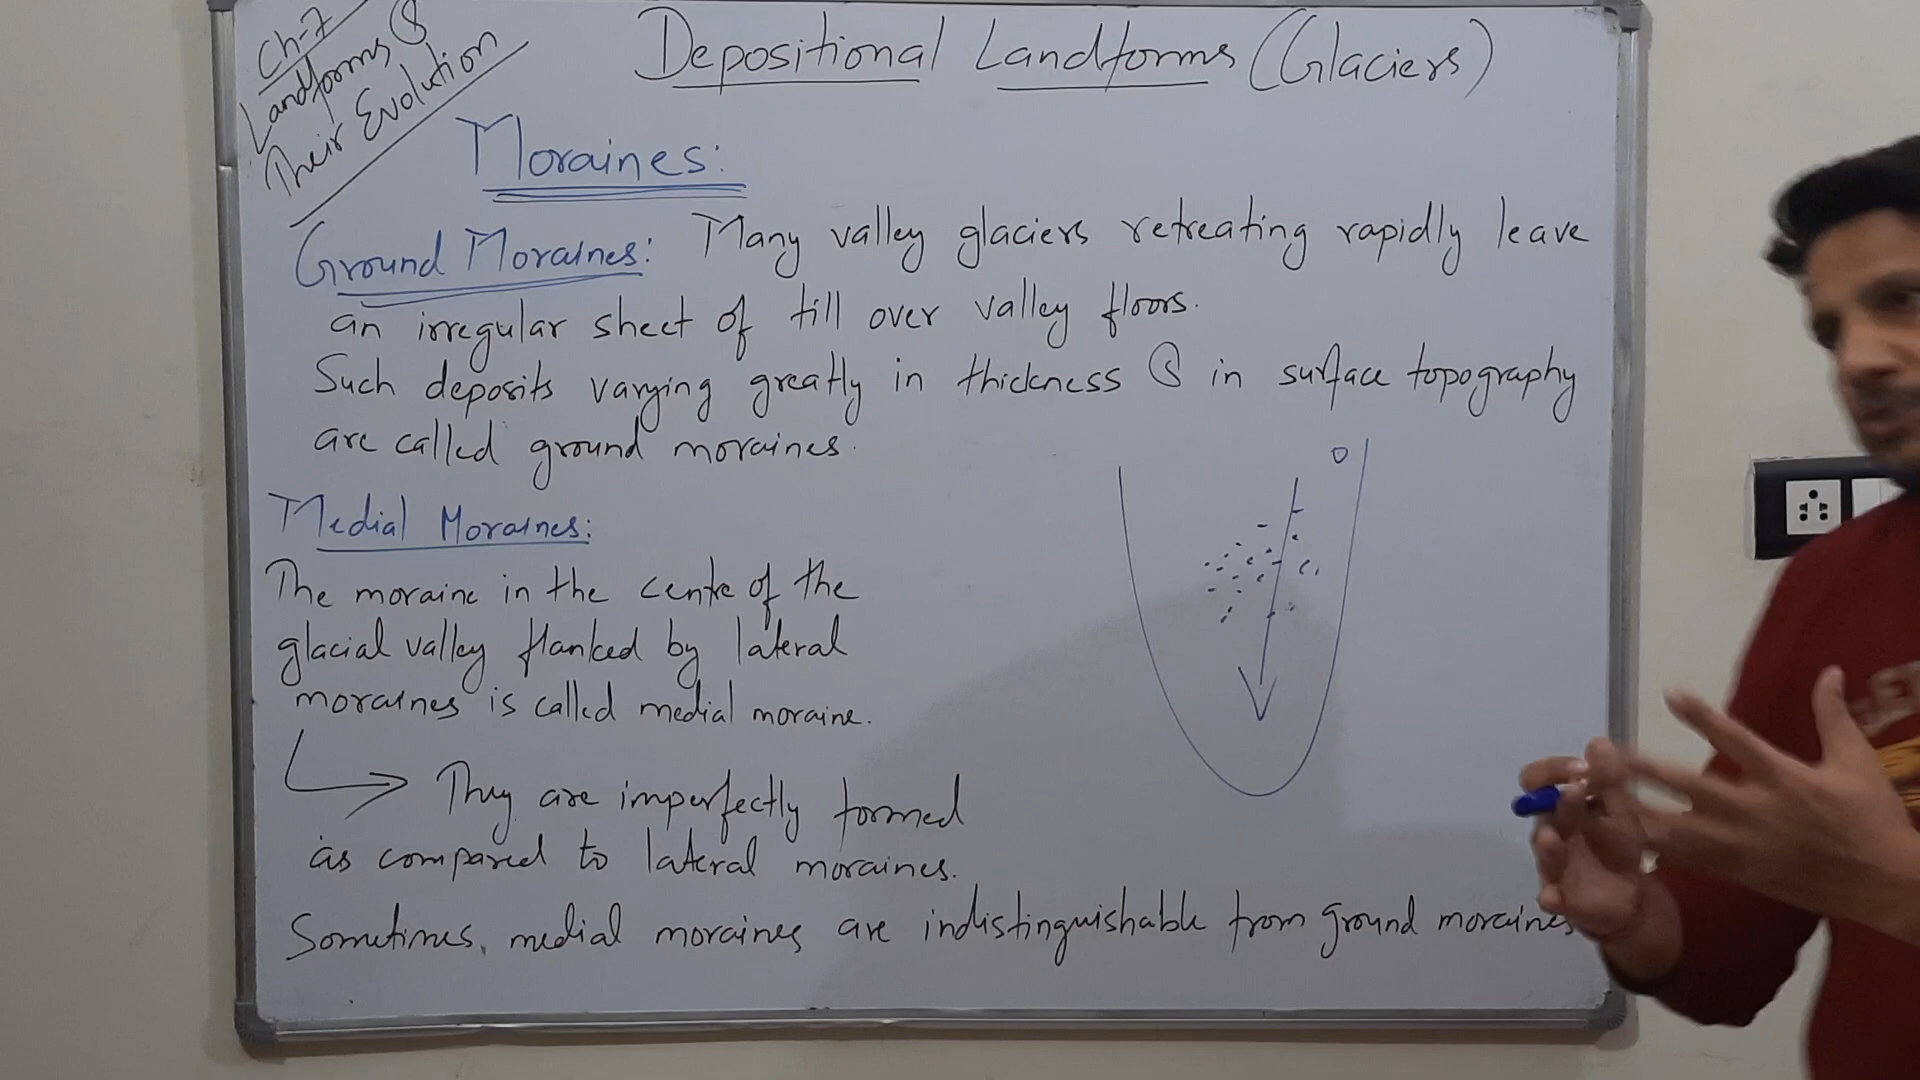 Ch-7
Landforms &
Their Evolution
Depositional Landforms (Glaciers)
Moraines:
Ground Moraines: Many valley glaciers retreating rapidly leave
an irregular sheet of till over valley floors.
Such deposits varying greatly in thickness & in surface topography
are called ground moraines.
Medial Moraines:
The moraine in the centre of the
glacial valley flanked by lateral
moraines is called medial moraine.
They are imperfectly formed
as compared to lateral moraines.
Sometimes, medial moraines are indistinguishable from ground moraines